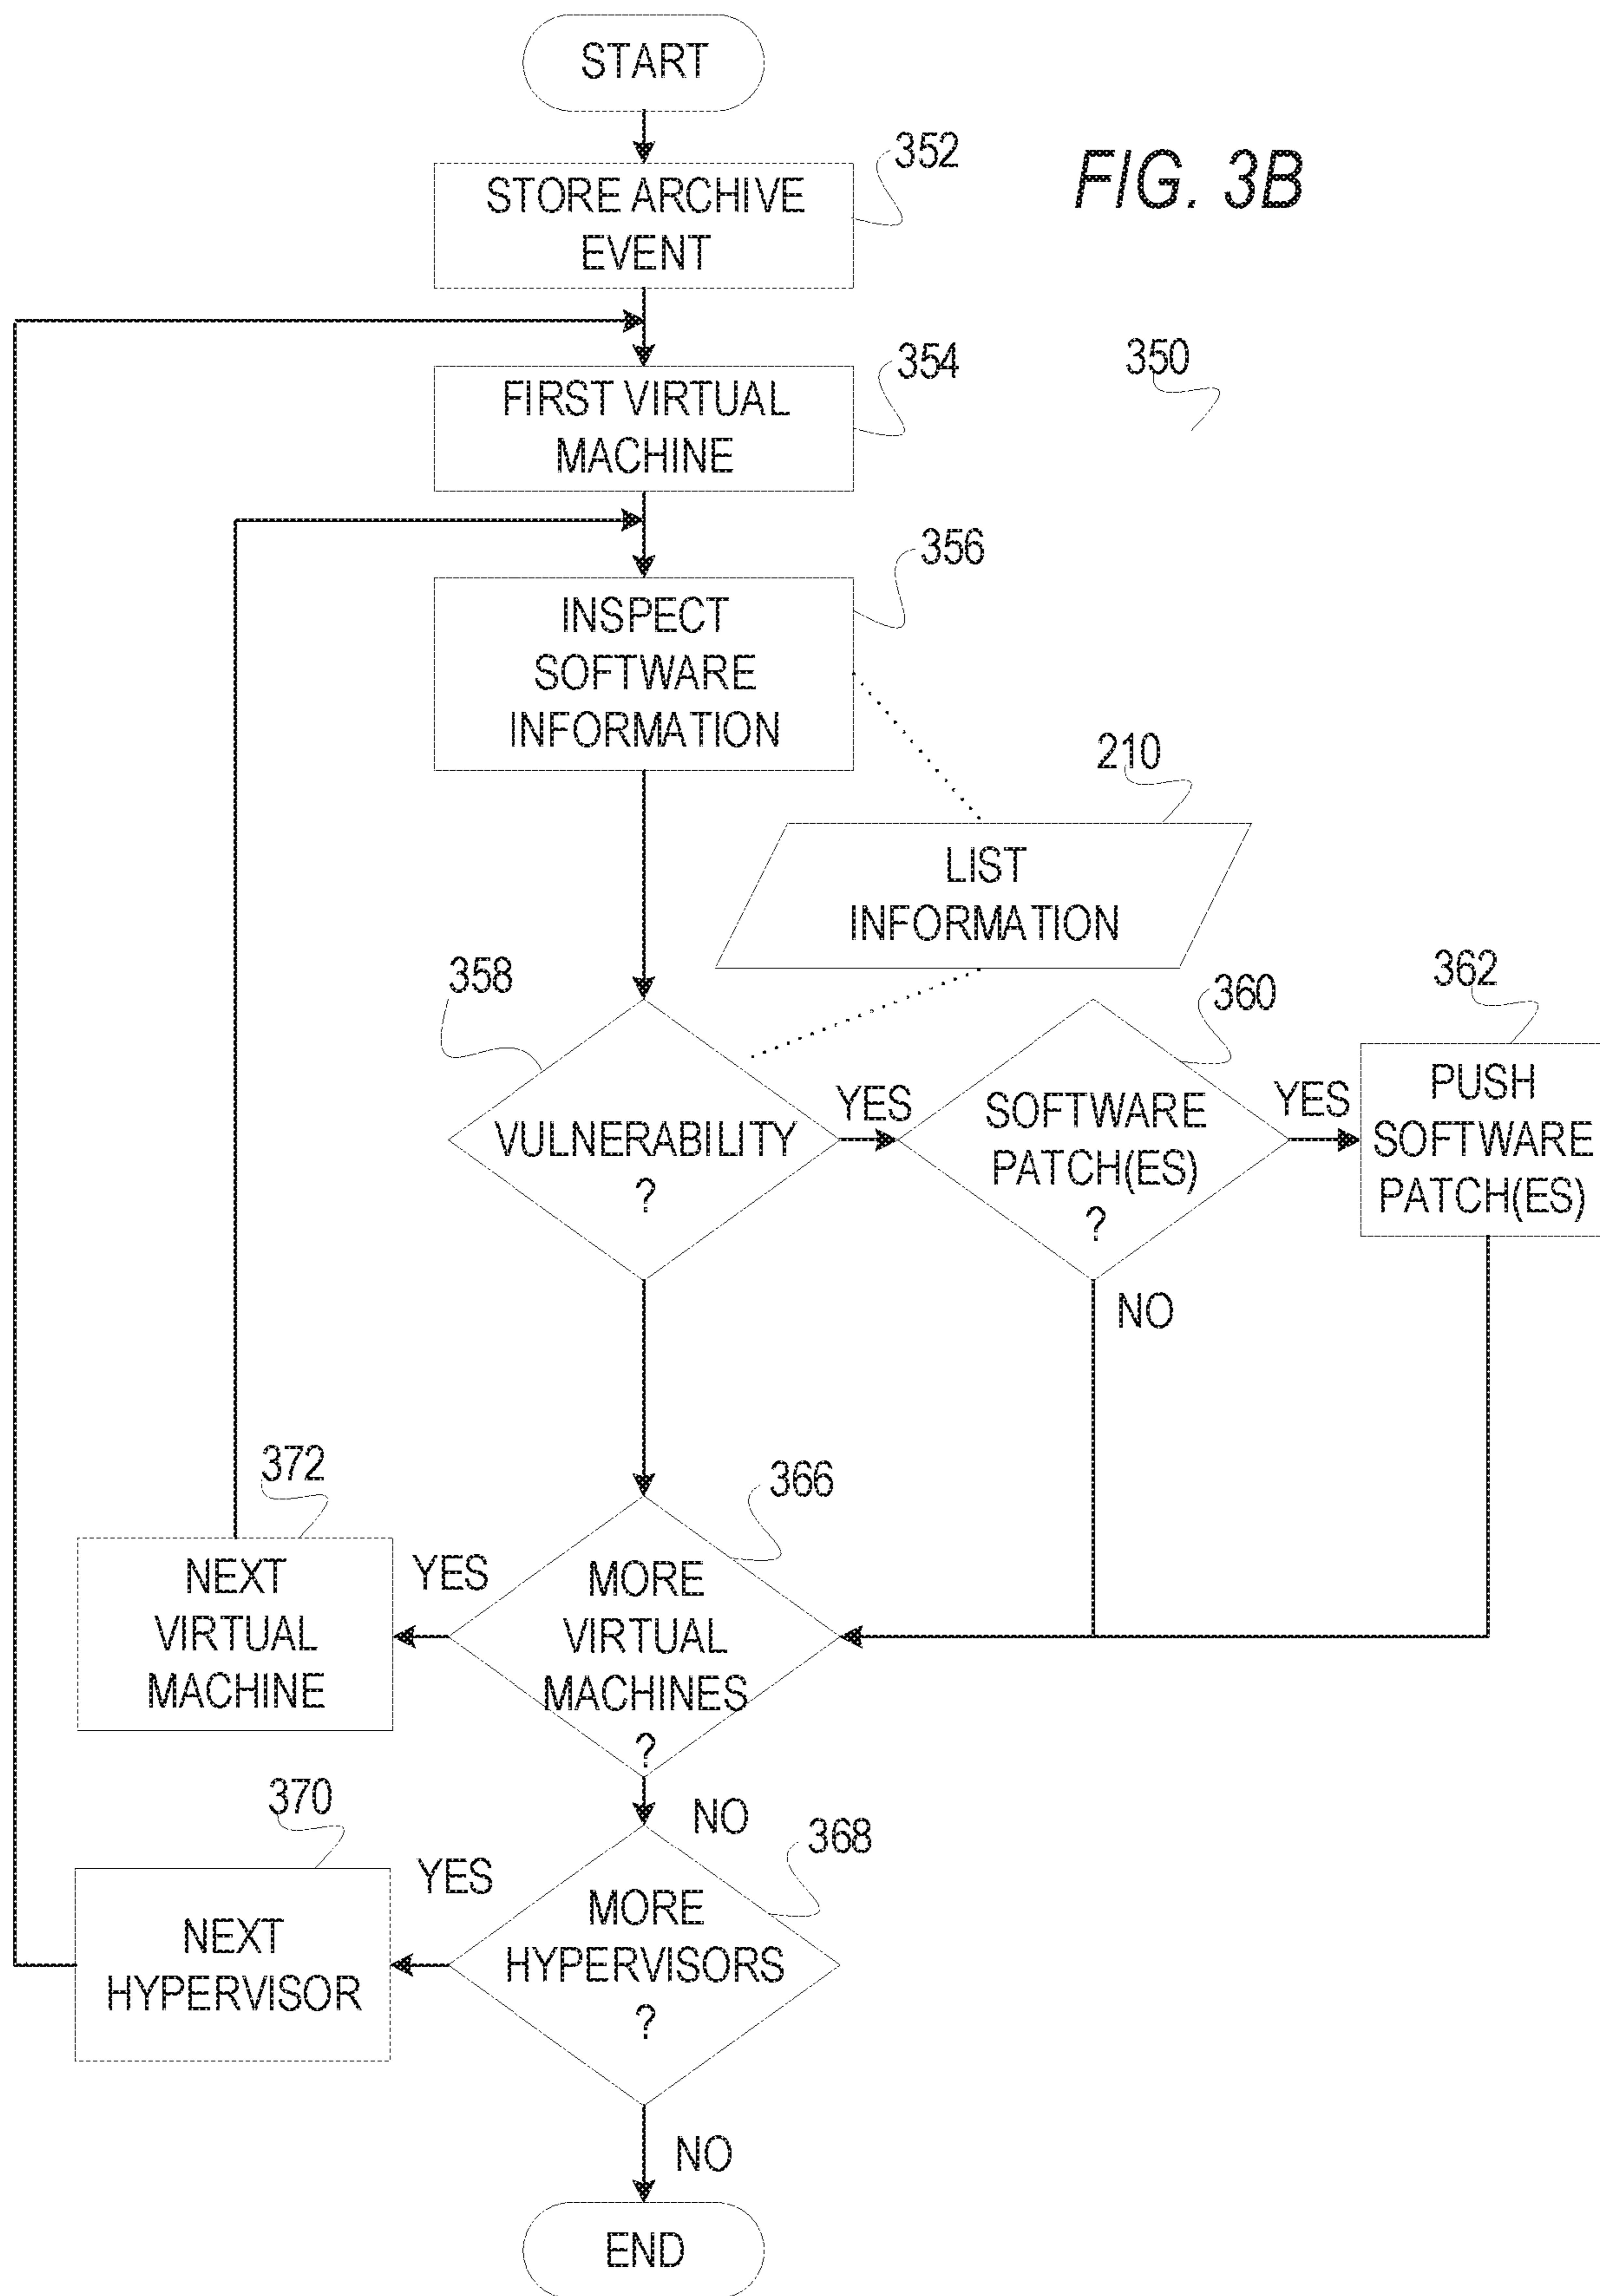 START
352
FIG. 3B
STORE ARCHIVE
EVENT
354
350
FIRST VIRTUAL
MACHINE
356
INSPECT
SOFTWARE
INFORMATION
210
LIST
INFORMATION
358
360
362
VULNERABILITY
?
YES
SOFTWARE
PATCH(ES)
?
YES
PUSH
SOFTWARE
PATCH(ES)
NO
372
366
NEXT
VIRTUAL
MACHINE
YES
MORE
VIRTUAL
MACHINES
?
370
NO
368
NEXT
HYPERVISOR
YES
MORE
HYPERVISORS
?
NO
END